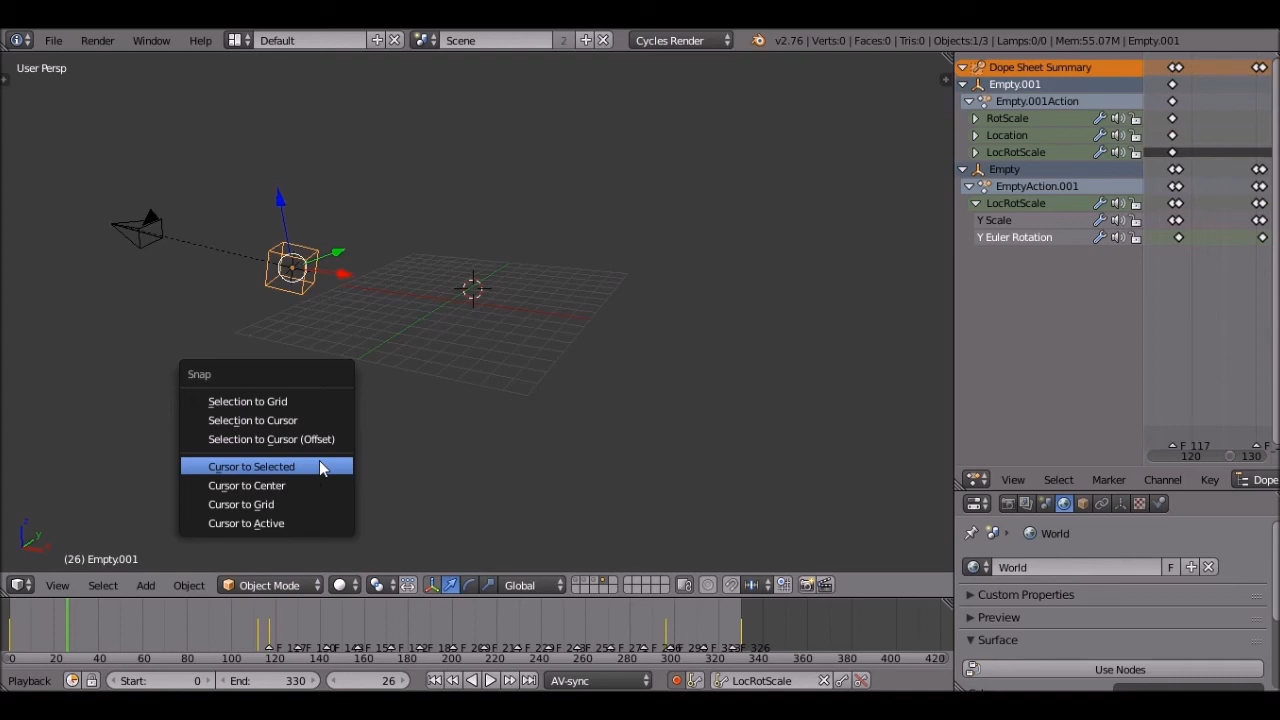 File Render Window Help Default Scene 2 Cycles Render v2.76 | Verts:0 | Faces:0 | Tris:0 | Objects:1/3 | Lamps:0/0 | Mem:55.07M | Empty.001
User Persp
Dope Sheet Summary
Empty.001
Empty.001Action
RotScale
Location
LocRotScale
Empty
EmptyAction.001
LocRotScale
Y Scale
Y Euler Rotation
F 117
120 130
Snap
Selection to Grid
Selection to Cursor
Selection to Cursor (Offset)
Cursor to Selected
Cursor to Center
Cursor to Grid
Cursor to Active
z
y
x
(26) Empty.001
View Select Marker Channel Key Dope
World
World F
Custom Properties
Preview
Surface
Use Nodes
View Select Add Object Object Mode Global
F 326
0 20 40 60 80 100 120 140 160 180 200 220 240 260 280 300 320 340 360 380 400 420
Playback Start: 0 End: 330 26 AV-sync LocRotScale